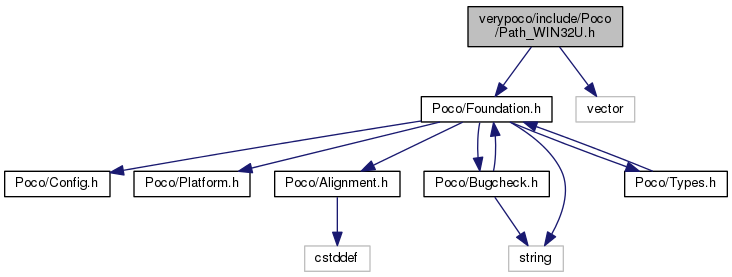 verypoco/include/Poco
/Path_WIN32U.h
Poco/Foundation.h
vector
Poco/Config.h
Poco/Platform.h
Poco/Alignment.h
Poco/Bugcheck.h
Poco/Types.h
cstddef
string